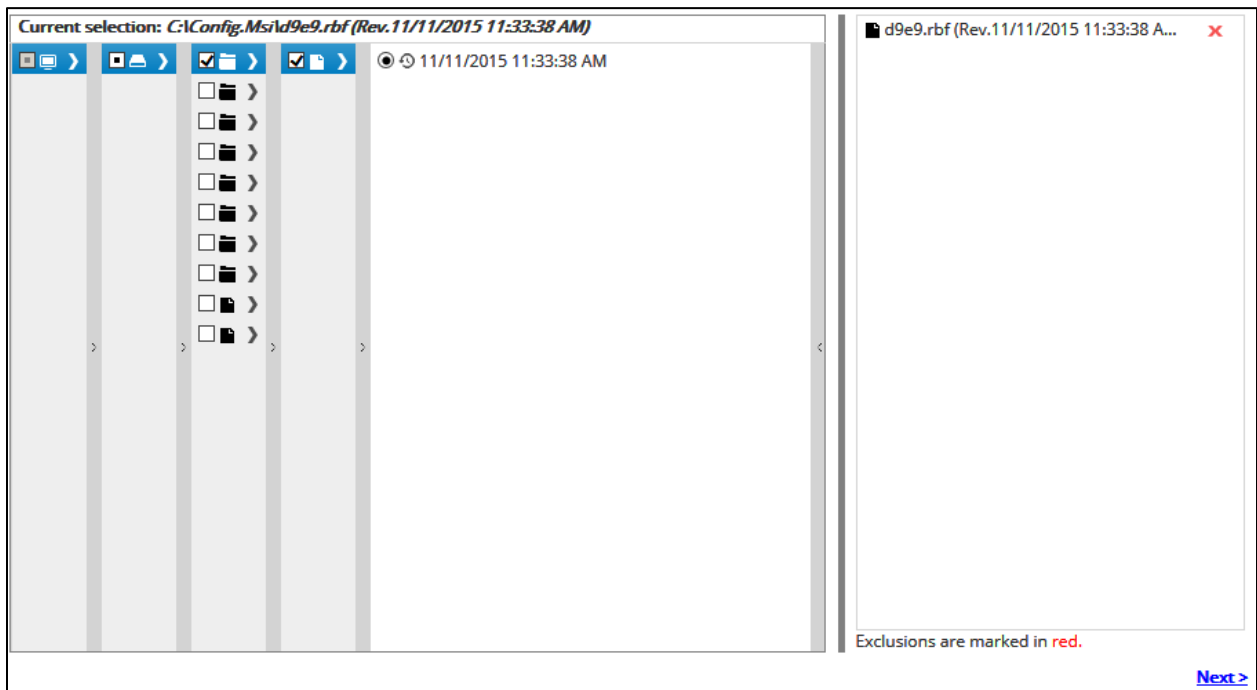 Current selection: C:\Config.Msi\d9e9.rbf (Rev.11/11/2015 11:33:38 AM)
11/11/2015 11:33:38 AM
d9e9.rbf (Rev.11/11/2015 11:33:38 A...
Exclusions are marked in red.
Next >